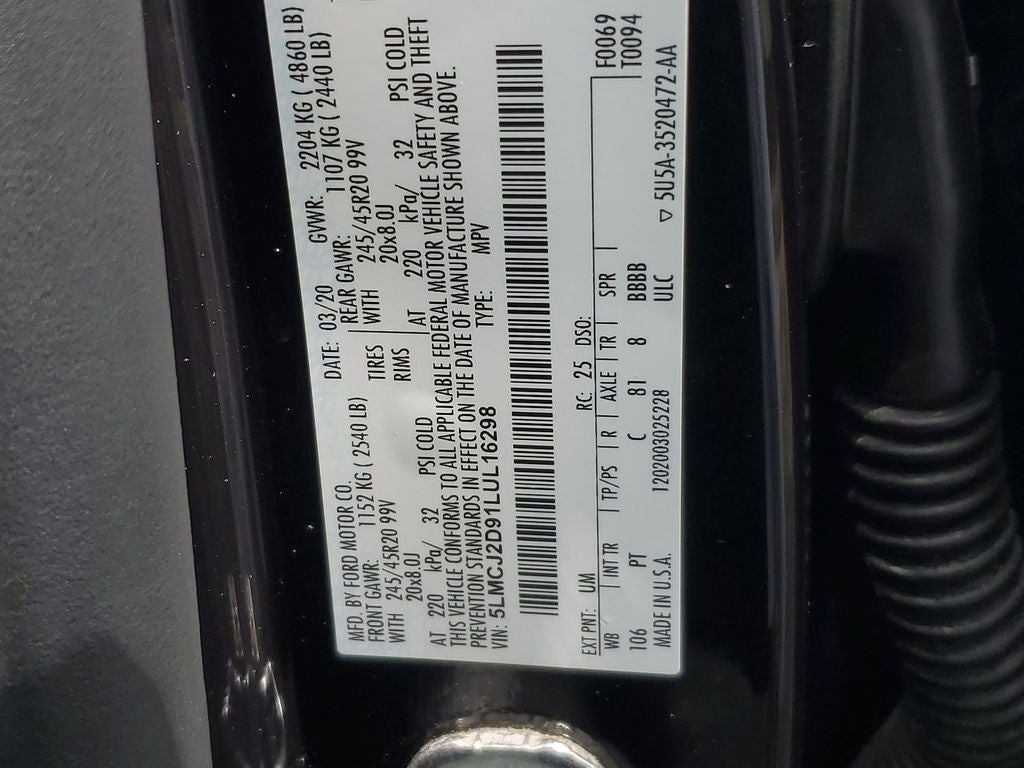 MFD. BY FORD MOTOR CO.
DATE: 03/20 GVWR: 2204 KG ( 4860 LB)
FRONT GAWR: 1152 KG ( 2540 LB)
REAR GAWR: 1107 KG ( 2440 LB)
WITH 245/45R20 99V TIRES WITH 245/45R20 99V
20x8.0J RIMS 20x8.0J
AT 220 kPa/ 32 PSI COLD AT 220 kPa/ 32 PSI COLD
THIS VEHICLE CONFORMS TO ALL APPLICABLE FEDERAL MOTOR VEHICLE SAFETY AND THEFT
PREVENTION STANDARDS IN EFFECT ON THE DATE OF MANUFACTURE SHOWN ABOVE.
VIN: 5LMCJ2D91LUL16298 TYPE: MPV
EXT PNT: UM RC: 25 DSO: F0069
WB INT TR TP/PS R AXLE TR SPR T0094
106 PT C 81 8 BBBB
MADE IN U.S.A. 1202003025228 ULC ▽ 5U5A-3520472-AA